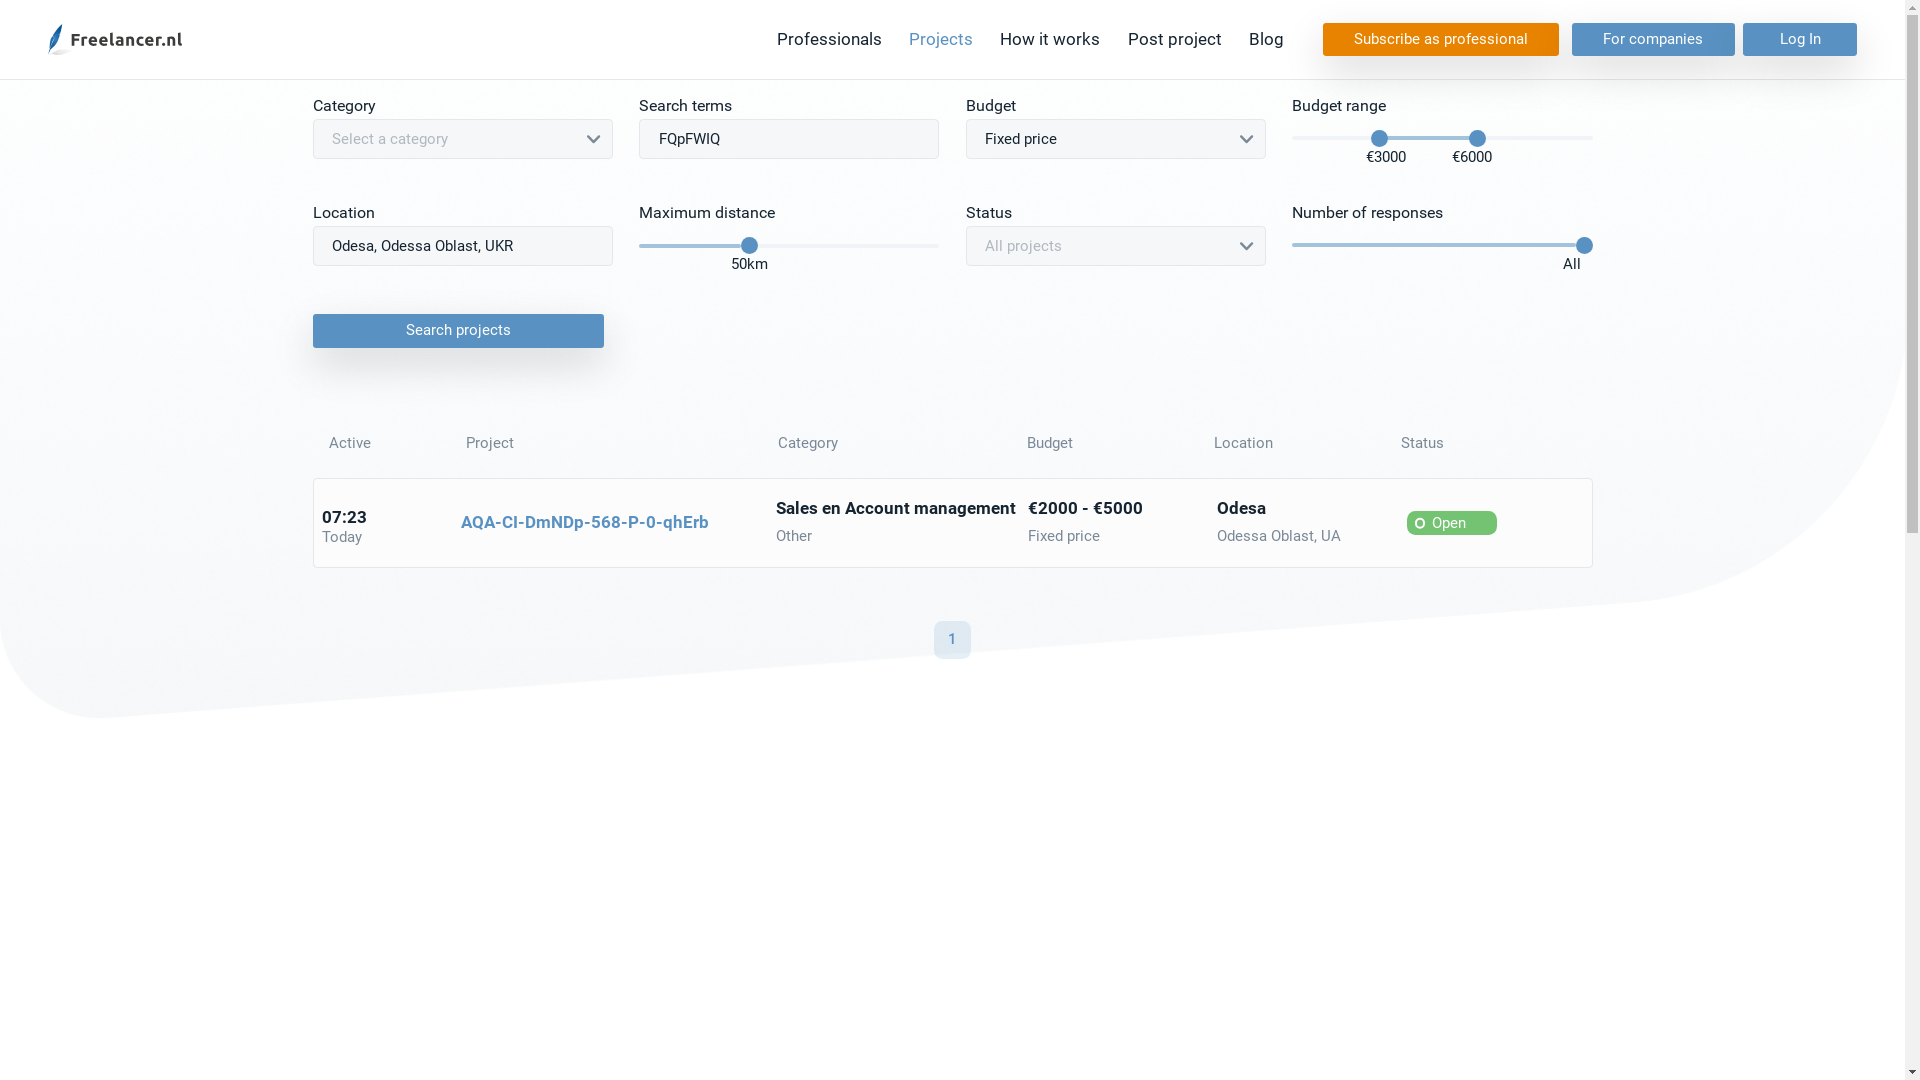 Freelancer.nl
Professionals
Projects
How it works
Post project
Blog
Subscribe as professional
For companies
Log In
Category
Search terms
Budget
Budget range
Select a category
FQpFWIQ
Fixed price
€3000
€6000
Location
Maximum distance
Status
Number of responses
Odesa, Odessa Oblast, UKR
50km
All projects
All
Search projects
Active
Project
Category
Budget
Location
Status
07:23
Today
AQA-CI-DmNDp-568-P-0-qhErb
Sales en Account management
Other
€2000 - €5000
Fixed price
Odesa
Odessa Oblast, UA
Open
1